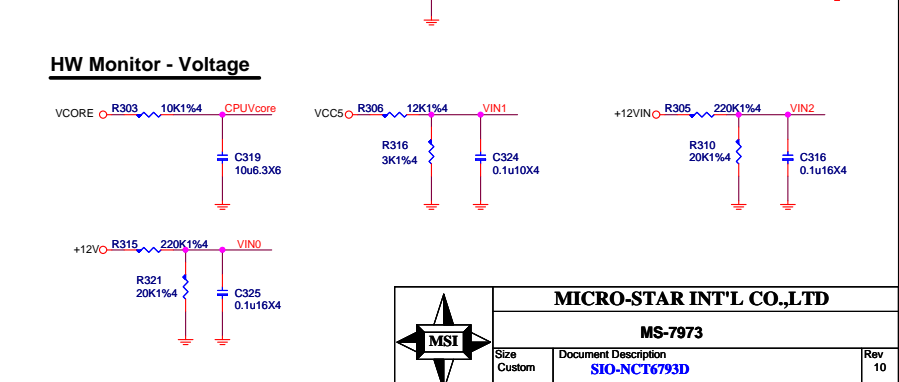 HW Monitor - Voltage
VCORE R303 10K1%4 CPUVcore
C319
10u6.3X6
VCC5 R306 12K1%4 VIN1
R316
3K1%4
C324
0.1u10X4
+12VIN R305 220K1%4 VIN2
R310
20K1%4
C316
0.1u16X4
+12V R315 220K1%4 VIN0
R321
20K1%4
C325
0.1u16X4
MSI
MICRO-STAR INT'L CO.,LTD
MS-7973
Size
Custom
Document Description
SIO-NCT6793D
Rev
10